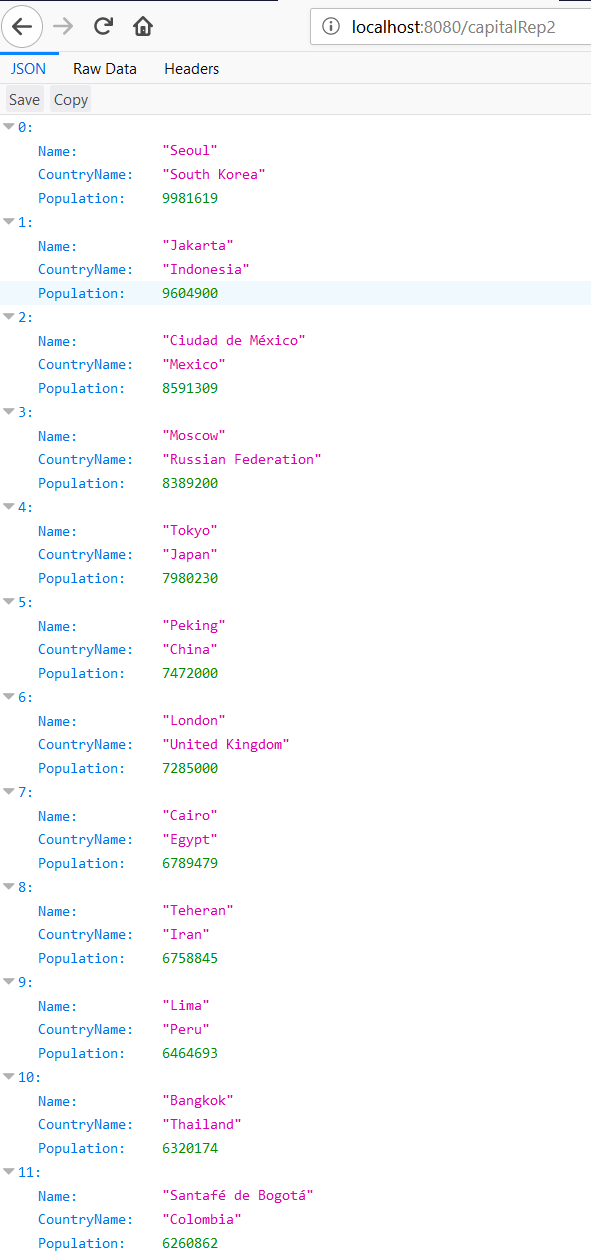 localhost:8080/capitalRep2
JSON Raw Data Headers
Save Copy
0:
Name: "Seoul"
CountryName: "South Korea"
Population: 9981619
1:
Name: "Jakarta"
CountryName: "Indonesia"
Population: 9604900
2:
Name: "Ciudad de México"
CountryName: "Mexico"
Population: 8591309
3:
Name: "Moscow"
CountryName: "Russian Federation"
Population: 8389200
4:
Name: "Tokyo"
CountryName: "Japan"
Population: 7980230
5:
Name: "Peking"
CountryName: "China"
Population: 7472000
6:
Name: "London"
CountryName: "United Kingdom"
Population: 7285000
7:
Name: "Cairo"
CountryName: "Egypt"
Population: 6789479
8:
Name: "Teheran"
CountryName: "Iran"
Population: 6758845
9:
Name: "Lima"
CountryName: "Peru"
Population: 6464693
10:
Name: "Bangkok"
CountryName: "Thailand"
Population: 6320174
11:
Name: "Santafé de Bogotá"
CountryName: "Colombia"
Population: 6260862